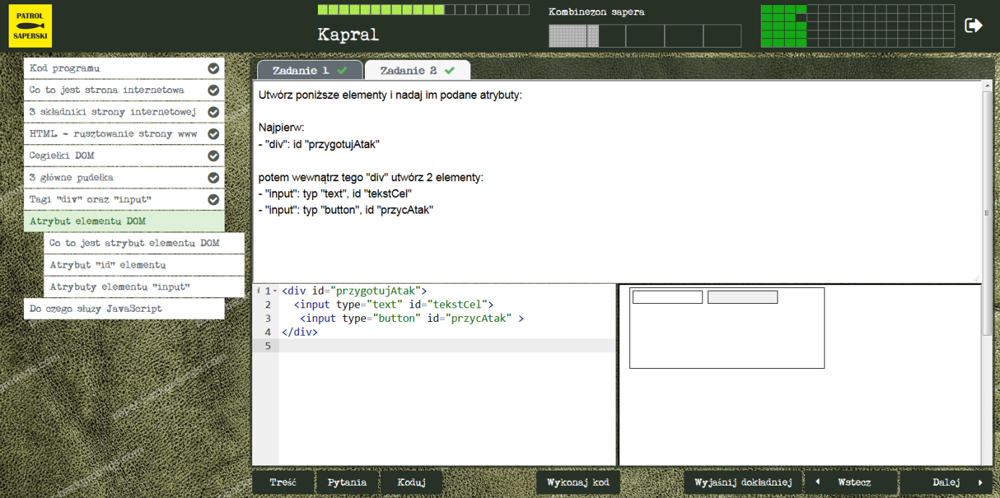 PATROL
SAPERSKI
Kapral
Kombinezon sapera
Kod programu
Co to jest strona internetowa
3 składniki strony internetowej
HTML - rusztowanie strony www
Cegiełki DOM
3 główne pudełka
Tagi "div" oraz "input"
Atrybut elementu DOM
Co to jest atrybut elementu DOM
Atrybut "id" elementu
Atrybuty elementu "input"
Do czego służy JavaScript
Zadanie 1
Zadanie 2
Utwórz poniższe elementy i nadaj im podane atrybuty:
Najpierw:
- "div": id "przygotujAtak"
potem wewnątrz tego "div" utwórz 2 elementy:
- "input": typ "text", id "tekstCel"
- "input": typ "button", id "przycAtak"
i 1 <div id="przygotujAtak">
2 <input type="text" id="tekstCel">
3 <input type="button" id="przycAtak" >
4 </div>
5
Treść
Pytania
Koduj
Wykonaj kod
Wyjaśnij dokładniej
Wstecz
Dalej